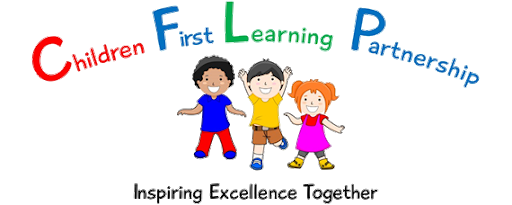 Children First Learning Partnership
Inspiring Excellence Together